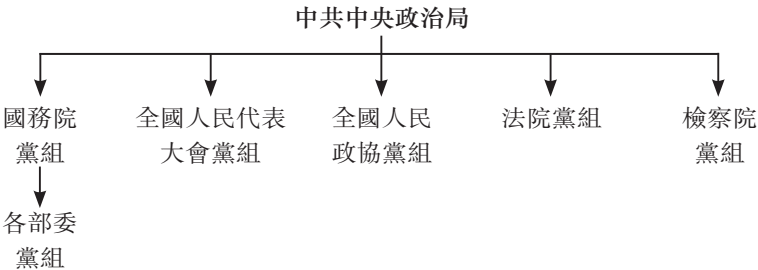 中共中央政治局
國務院
黨組
全國人民代表
大會黨組
全國人民
政協黨組
法院黨組
檢察院
黨組
各部委
黨組